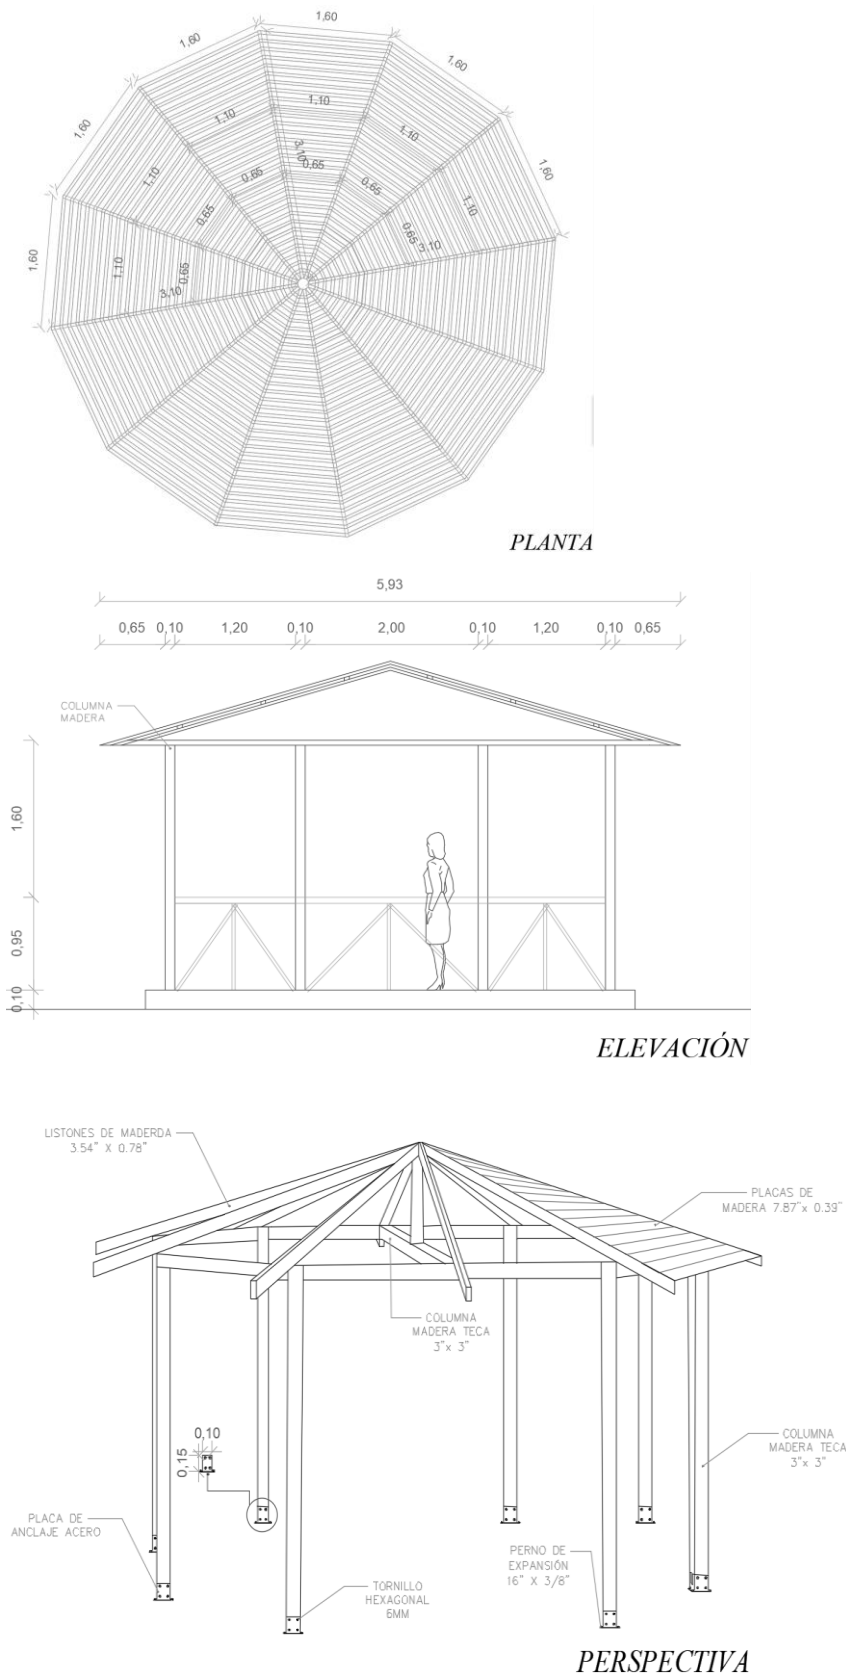 1,60
1,60
1,60
1,60
1,60
1,60
1,10
1,10
1,10
1,10
1,10
1,10
3,10
0,65
0,65
0,65
0,65
0,65
0,65
3,10
3,10
PLANTA
5,93
0,65 0,10 1,20 0,10 2,00 0,10 1,20 0,10 0,65
COLUMNA
MADERA
1,60
0,95
0,10
ELEVACIÓN
LISTONES DE MADERDA
3.54" X 0.78"
PLACAS DE
MADERA 7.87"x 0.39"
COLUMNA
MADERA TECA
3"x 3"
0,10
0,15
COLUMNA
MADERA TECA
3"x 3"
PLACA DE
ANCLAJE ACERO
PERNO DE
EXPANSIÓN
16" X 3/8"
TORNILLO
HEXAGONAL
6MM
PERSPECTIVA